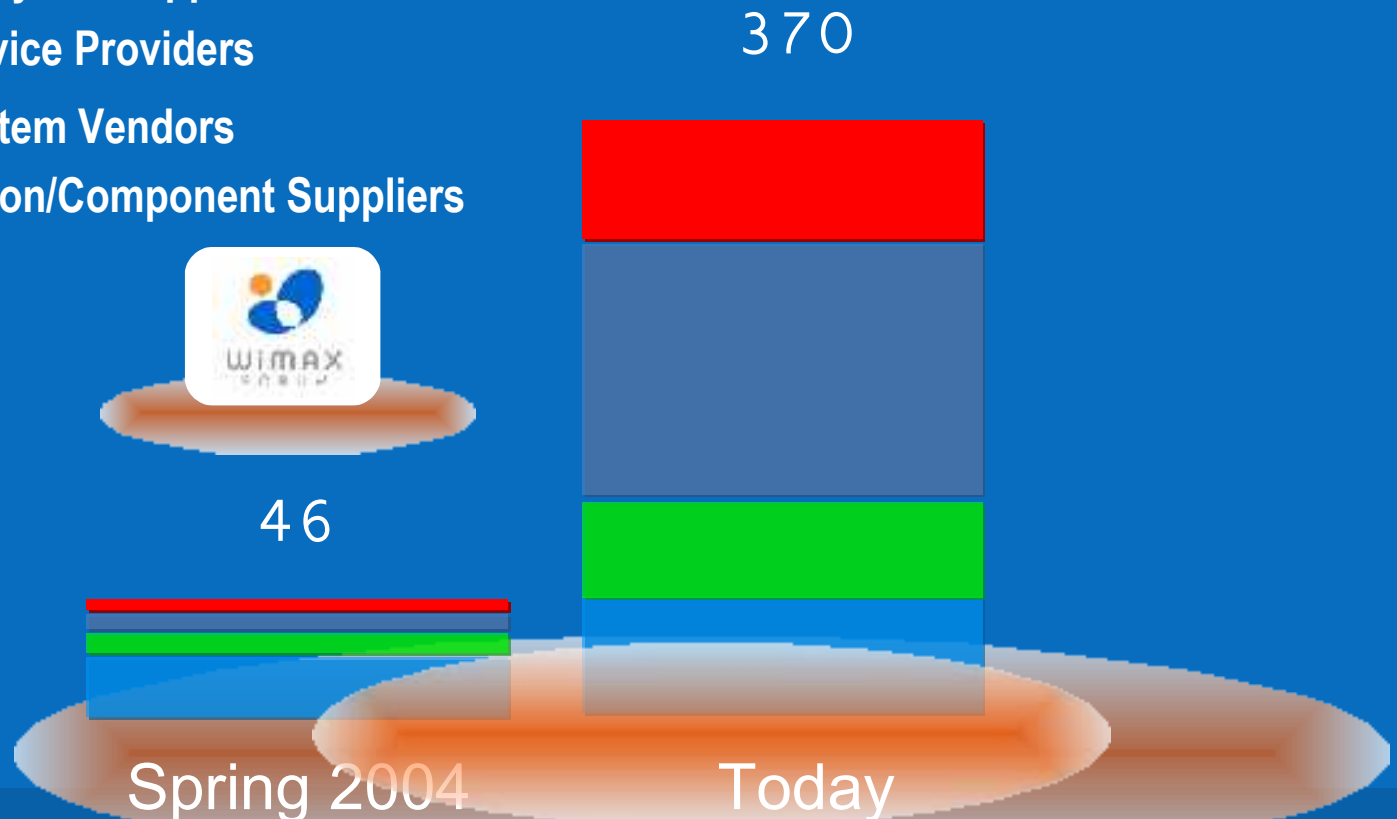 370
vice Providers
tem Vendors
on/Component Suppliers
WiMAX
46
Spring 2004
Today